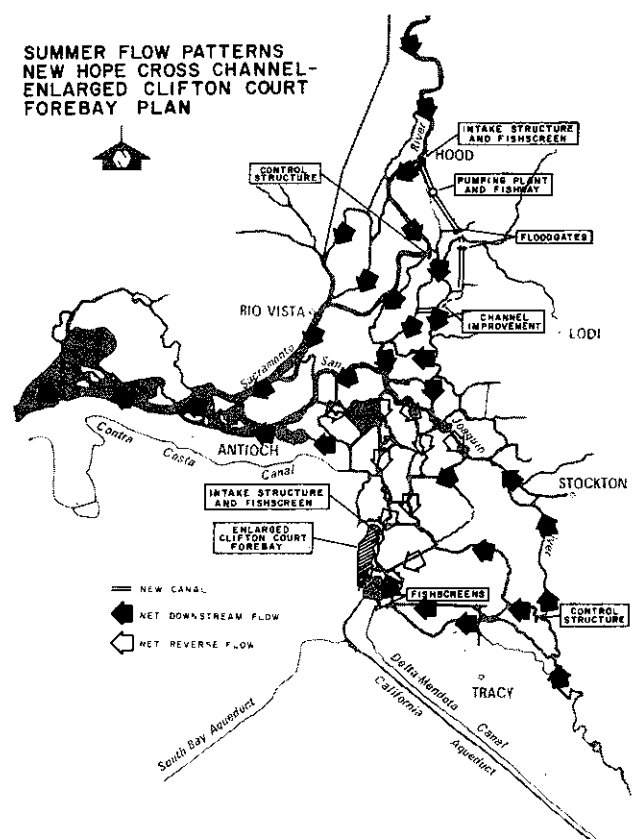 SUMMER FLOW PATTERNS
NEW HOPE CROSS CHANNEL-
ENLARGED CLIFTON COURT
FOREBAY PLAN
N
River
INTAKE STRUCTURE
AND FISHSCREEN
HOOD
CONTROL
STRUCTURE
PUMPING PLANT
AND FISHWAY
FLOODGATES
RIO VISTA
CHANNEL
IMPROVEMENT
LODI
Sacramento
San
Joaquin
Contra
Costa
Canal
ANTIOCH
STOCKTON
INTAKE STRUCTURE
AND FISHSCREEN
River
ENLARGED
CLIFTON COURT
FOREBAY
NEW CANAL
NET DOWNSTREAM FLOW
NET REVERSE FLOW
FISHSCREENS
CONTROL
STRUCTURE
TRACY
Delta-Mendota Canal
California Aqueduct
South Bay Aqueduct